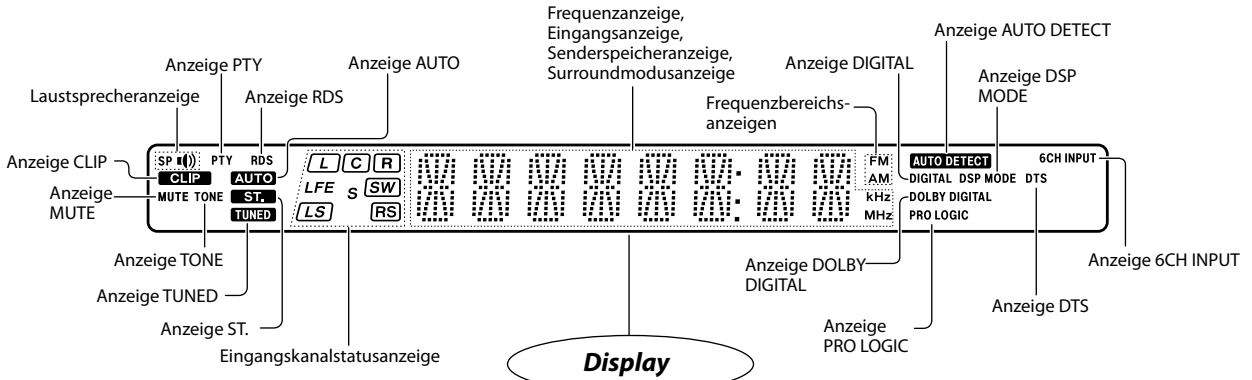 Frequenzanzeige,
Eingangsanzeige,
Senderspeicheranzeige,
Surroundmodusanzeige
Anzeige AUTO DETECT
Anzeige PTY
Anzeige AUTO
Anzeige DIGITAL
Anzeige DSP
MODE
Laustsprecheranzeige
Anzeige RDS
Frequenzbereichs-
anzeigen
Anzeige CLIP
Anzeige
MUTE
SP PTY RDS
CLIP AUTO
MUTE TONE ST.
TUNED
L C R
LFE S SW
LS RS
FM
AM
kHz
MHz
AUTO DETECT 6CH INPUT
DIGITAL DSP MODE DTS
DOLBY DIGITAL
PRO LOGIC
Anzeige TONE
Anzeige TUNED
Anzeige ST.
Eingangskanalstatusanzeige
Display
Anzeige DOLBY
DIGITAL
Anzeige
PRO LOGIC
Anzeige DTS
Anzeige 6CH INPUT